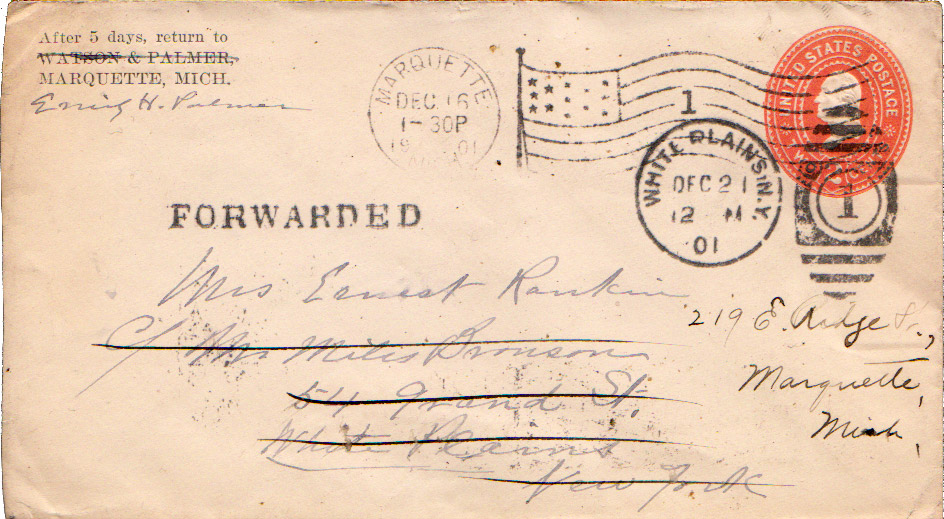 After 5 days, return to
WATSON & PALMER,
MARQUETTE, MICH.
H. Palmer
MARQUETTE
DEC 16
1-30P
1901
MICH.
1
UNITED STATES POSTAGE
WHITE PLAINS, N.Y.
DEC 21
12 M
01
1
FORWARDED
Mrs Ernest Rankin
c/ Mrs Miles Bronson
54 Grand St.
White Plains
New York
219 E. Ridge St.,
Marquette,
Mich.